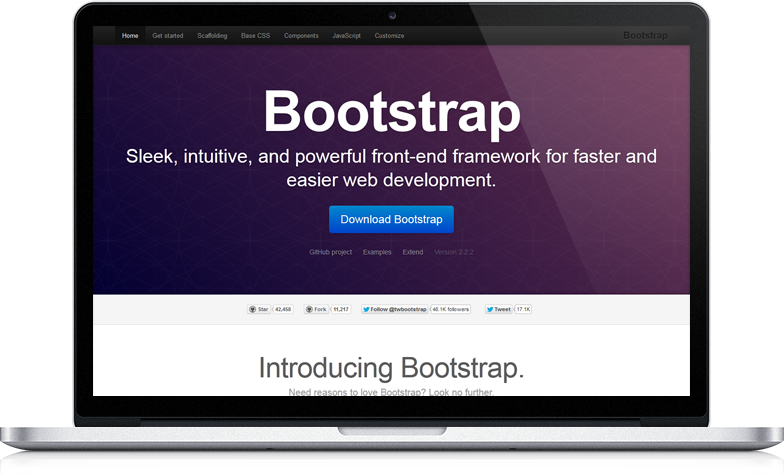 Home Get started Scaffolding Base CSS Components JavaScript Customize Bootstrap
Bootstrap
Sleek, intuitive, and powerful front-end framework for faster and
easier web development.
Download Bootstrap
GitHub project Examples Extend Version 2.2.2
Star 42,458 Fork 11,217 Follow @twbootstrap 46.1K followers Tweet 17.1K
Introducing Bootstrap.
Need reasons to love Bootstrap? Look no further.